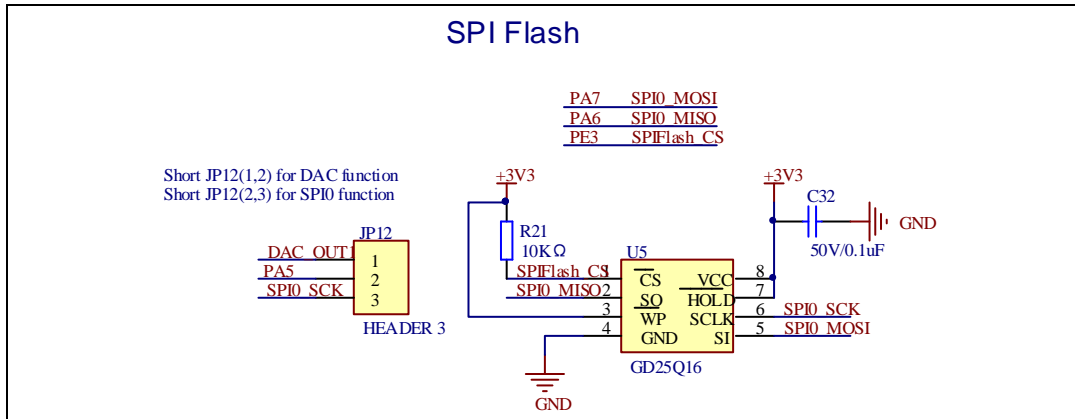 SPI Flash
PA7 SPI0_MOSI
PA6 SPI0_MISO
PE3 SPIFlash_CS
Short JP12(1,2) for DAC function
Short JP12(2,3) for SPI0 function
JP12
DAC_OUT1 1
PA5 2
SPI0_SCK 3
HEADER 3
+3V3
R21
10KΩ
+3V3
C32
50V/0.1uF
GND
U5
SPIFlash_CS 1 CS VCC 8
SPI0_MISO 2 SO HOLD 7
3 WP SCLK 6 SPI0_SCK
4 GND SI 5 SPI0_MOSI
GD25Q16
GND